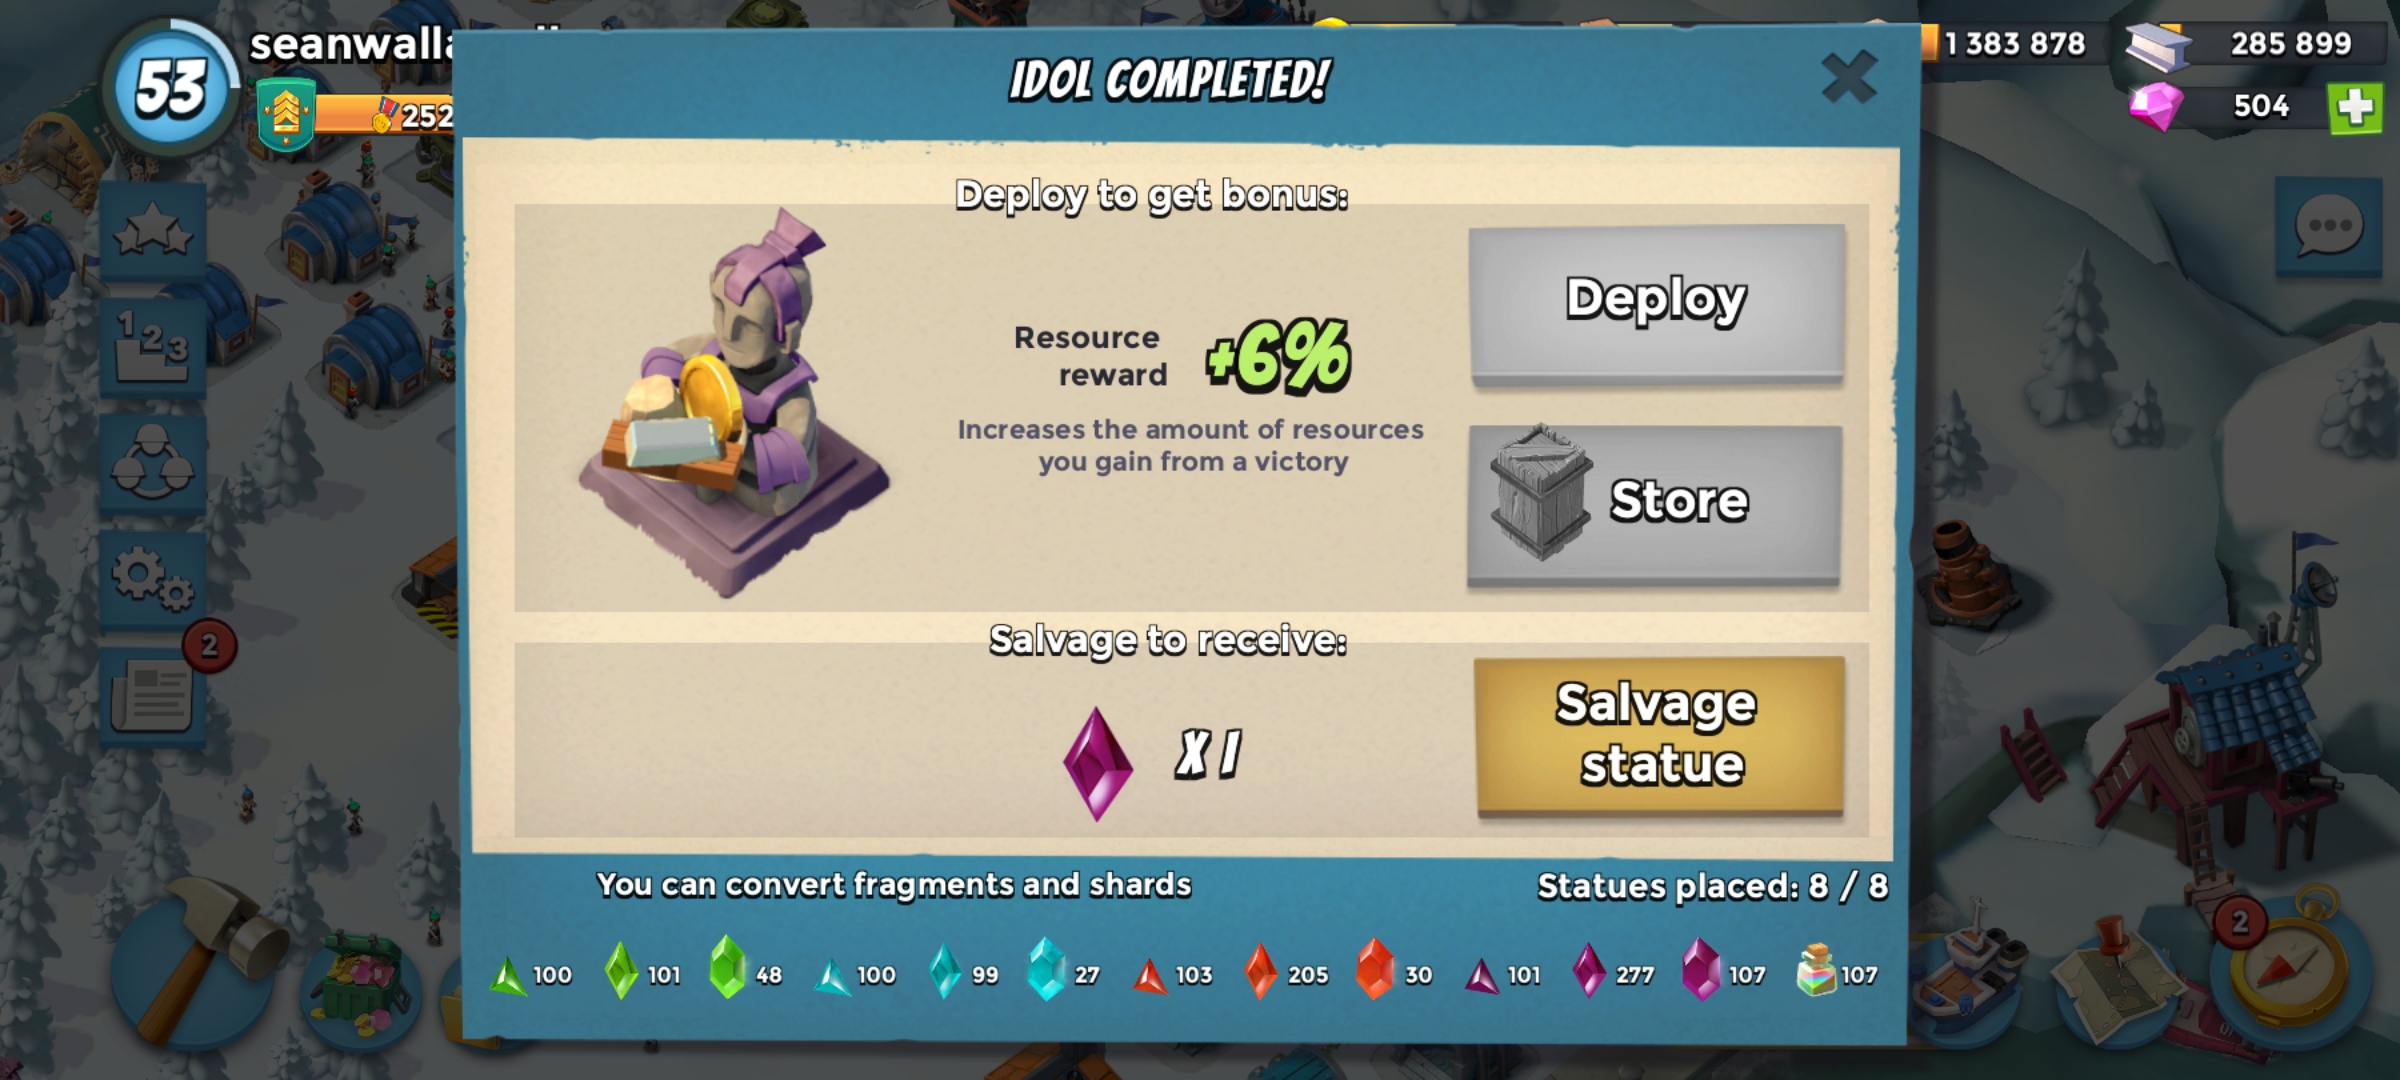 53
252
IDOL COMPLETED!
1 383 878
285 899
504
Deploy to get bonus:
Resource
reward
+6%
Increases the amount of resources
you gain from a victory
Deploy
Store
1 2 3
2
Salvage to receive:
X 1
Salvage
statue
You can convert fragments and shards
Statues placed: 8 / 8
2
100
101
48
100
99
27
103
205
30
101
277
107
107